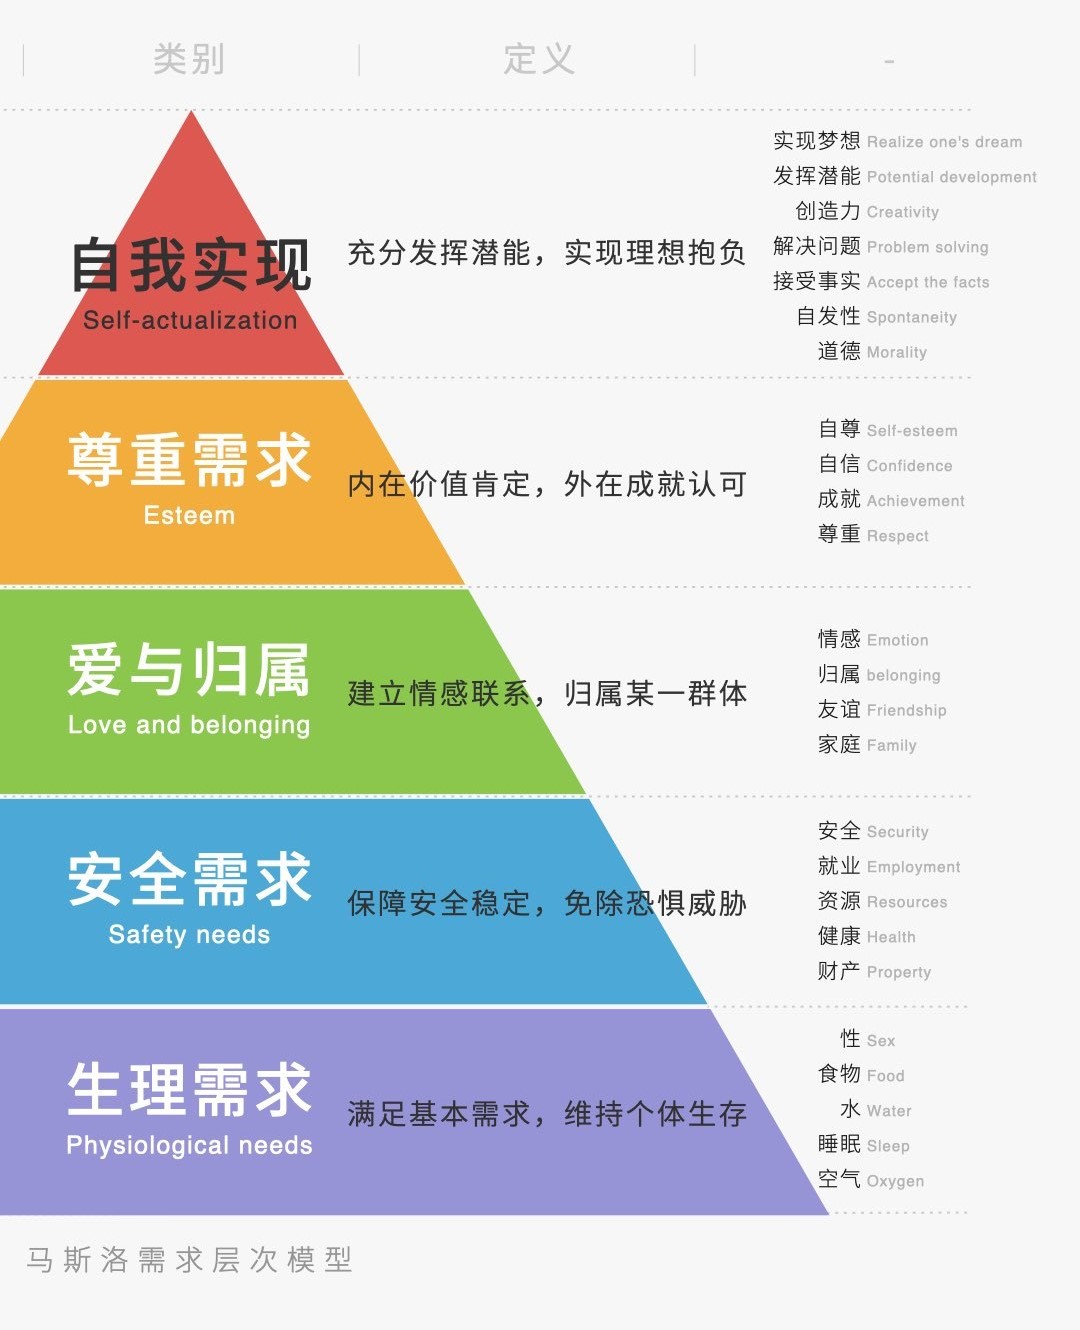 类别 定义 -
自我实现
Self-actualization
充分发挥潜能，实现理想抱负
实现梦想 Realize one's dream
发挥潜能 Potential development
创造力 Creativity
解决问题 Problem solving
接受事实 Accept the facts
自发性 Spontaneity
道德 Morality
尊重需求
Esteem
内在价值肯定，外在成就认可
自尊 Self-esteem
自信 Confidence
成就 Achievement
尊重 Respect
爱与归属
Love and belonging
建立情感联系，归属某一群体
情感 Emotion
归属 belonging
友谊 Friendship
家庭 Family
安全需求
Safety needs
保障安全稳定，免除恐惧威胁
安全 Security
就业 Employment
资源 Resources
健康 Health
财产 Property
生理需求
Physiological needs
满足基本需求，维持个体生存
性 Sex
食物 Food
水 Water
睡眠 Sleep
空气 Oxygen
马斯洛需求层次模型